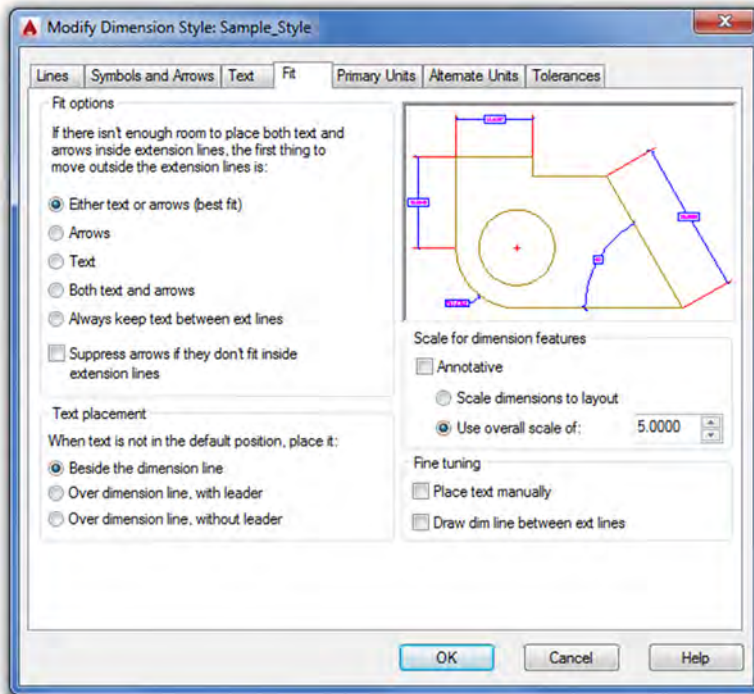 Modify Dimension Style: Sample_Style
Lines
Symbols and Arrows
Text
Fit
Primary Units
Alternate Units
Tolerances
Fit options
If there isn't enough room to place both text and
arrows inside extension lines, the first thing to
move outside the extension lines is:
Either text or arrows (best fit)
Arrows
Text
Both text and arrows
Always keep text between ext lines
Suppress arrows if they don't fit inside
extension lines
Text placement
When text is not in the default position, place it:
Beside the dimension line
Over dimension line, with leader
Over dimension line, without leader
Scale for dimension features
Annotative
Scale dimensions to layout
Use overall scale of: 5.0000
Fine tuning
Place text manually
Draw dim line between ext lines
OK
Cancel
Help